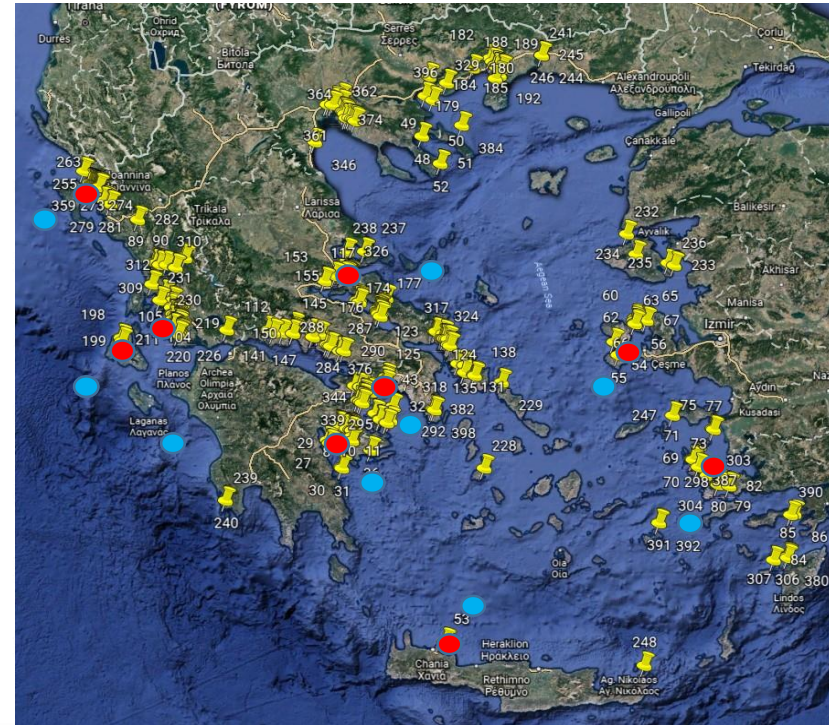 Tirana
(FYROM)
Ohrid
Охрид
Durrës
Bitola
Битола
Serres
Σέρρες
182
188
189
241
245
Çorlu
Tekirdağ
396
329
180
184
185
246
244
Alexandroupoli
Αλεξανδρούπολη
364
362
179
192
Gallipoli
374
49
50
Çanakkale
361
384
346
48
51
52
263
Ioannina
255
359
273
274
282
279
281
Trikala
Τρίκαλα
Larissa
Λάρισα
232
Balıkesir
Ayvalik
238
237
89
90
310
153
117
326
236
234
235
233
Akhisar
312
231
155
177
309
174
230
112
145
176
60
63
65
Manisa
198
105
219
317
324
62
67
Izmir
199
211
104
150
288
287
123
56
220
226
141
147
290
125
124
138
54
Çeşme
Planos
Πλάνος
Archea
Olimpia
Αρχαία
Ολυμπία
284
376
43
318
135
131
55
Aydın
Laganas
Λαγανάς
344
382
229
247
75
77
Kusadasi
339
295
292
398
71
73
29
11
228
69
303
27
70
298
387
82
239
30
31
304
80
79
390
240
391
392
85
86
84
Oia
Οία
307
306
380
Lindos
Λίνδος
Aegean Sea
53
Heraklion
Ηράκλειο
248
Chania
Χανιά
Rethimno
Ρέθυμνο
Ag. Nikolaos
Αγ. Νικόλαος